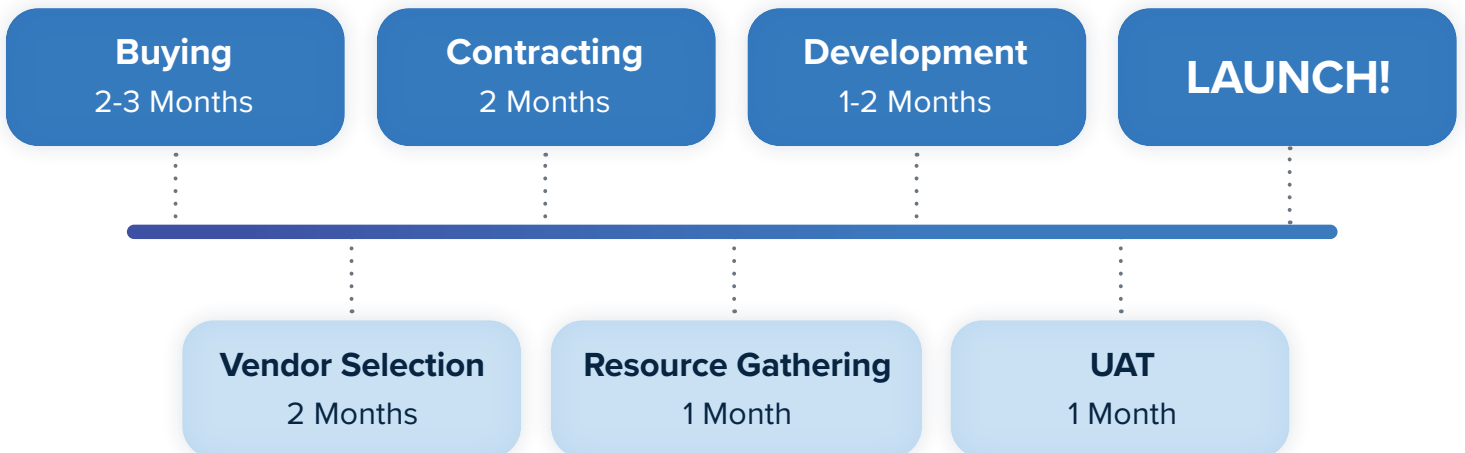 Buying
2-3 Months
Contracting
2 Months
Development
1-2 Months
LAUNCH!
Vendor Selection
2 Months
Resource Gathering
1 Month
UAT
1 Month